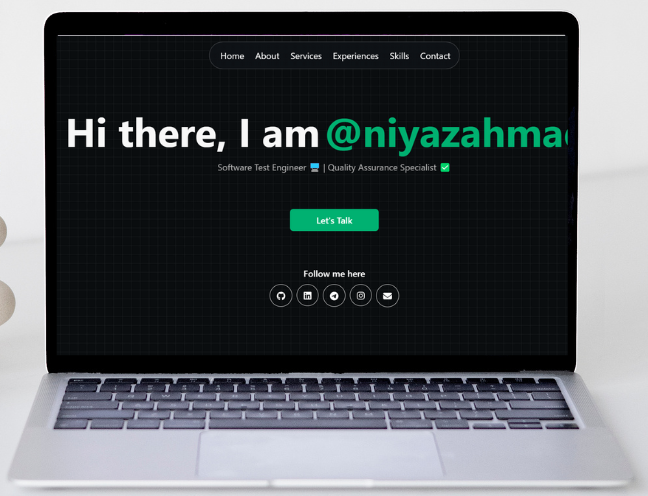 Home About Services Experiences Skills Contact
Hi there, I am @niyazahmad
Software Test Engineer 🖥️ | Quality Assurance Specialist ✅
Let's Talk
Follow me here